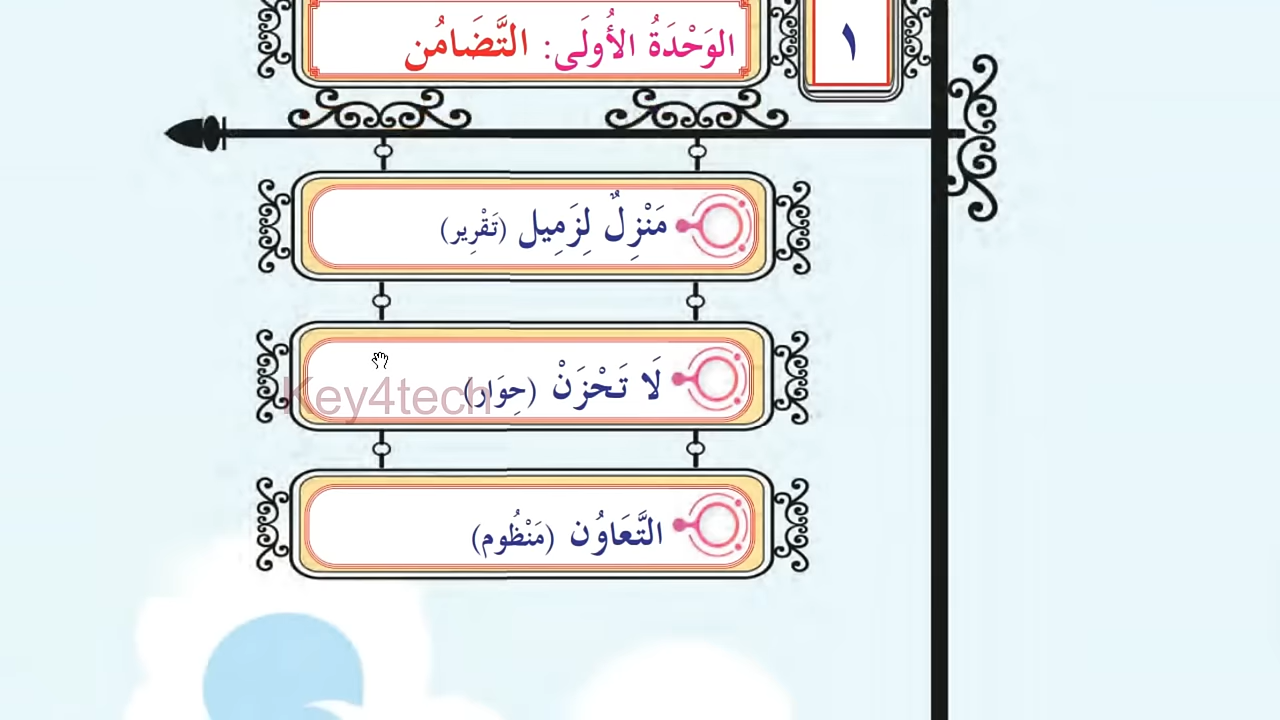 ١
الوَحْدَةُ الأُولَى: التَّضَامُن
مَنْزِلٌ لِزَمِيل (تَقْرِير)
لَا تَحْزَنْ (حِوَار)
Key4tech
التَّعَاوُن (مَنْظُوم)